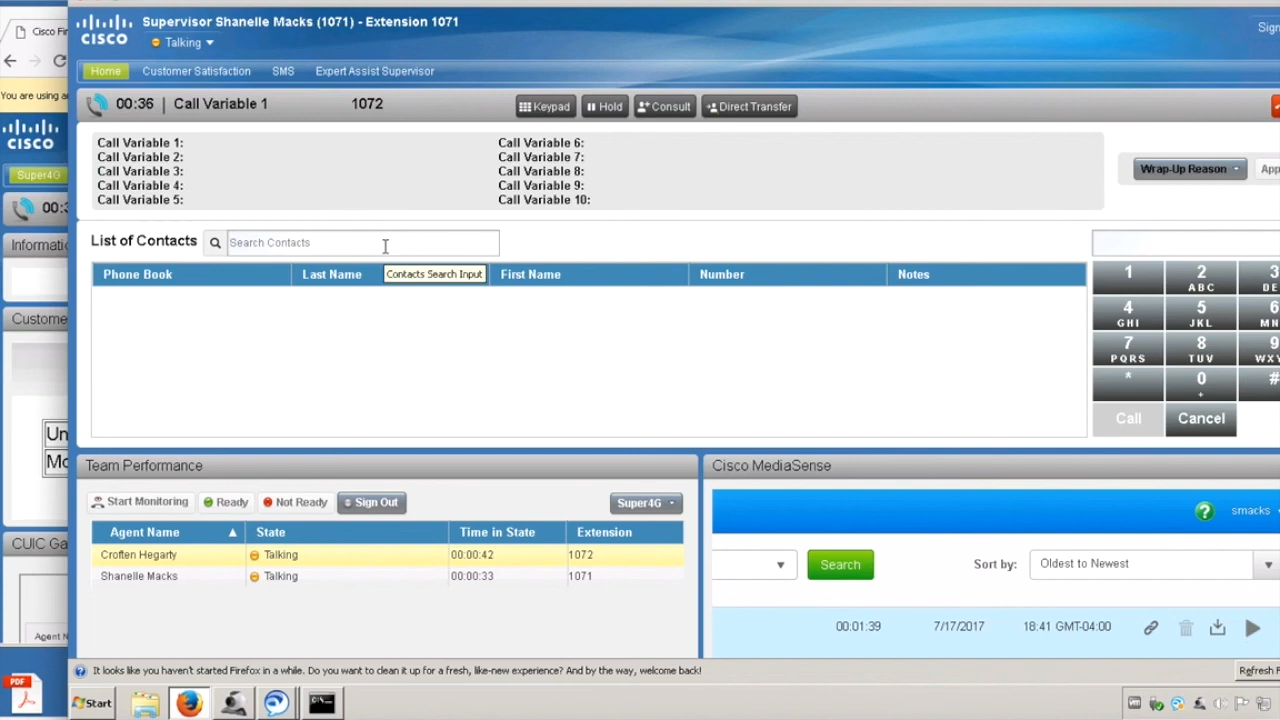 Cisco Fi
Supervisor Shanelle Macks (1071) - Extension 1071
Sign
CISCO
Talking
Home Customer Satisfaction SMS Expert Assist Supervisor
You are using a
00:36 | Call Variable 1 1072 Keypad Hold Consult Direct Transfer
CISCO
Call Variable 1: Call Variable 6:
Call Variable 2: Call Variable 7:
Call Variable 3: Call Variable 8:
Call Variable 4: Call Variable 9:
Call Variable 5: Call Variable 10:
Wrap-Up Reason App
Super4G
00:3
List of Contacts Search Contacts
Informati
Phone Book Last Name Contacts Search Input First Name Number Notes
1 2 ABC 3 DE
4 GHI 5 JKL 6 MN
7 PQRS 8 TUV 9 WX
* 0 + #
Call Cancel
Custome
Un
Mo
Team Performance Cisco MediaSense
Start Monitoring Ready Not Ready Sign Out Super4G
? smacks
Agent Name State Time in State Extension
Croften Hegarty Talking 00:00:42 1072
Shanelle Macks Talking 00:00:33 1071
Search Sort by: Oldest to Newest
00:01:39 7/17/2017 18:41 GMT-04:00
CUIC Ga
Agent N
It looks like you haven't started Firefox in a while. Do you want to clean it up for a fresh, like-new experience? And by the way, welcome back!
Refresh F
PDF
Start